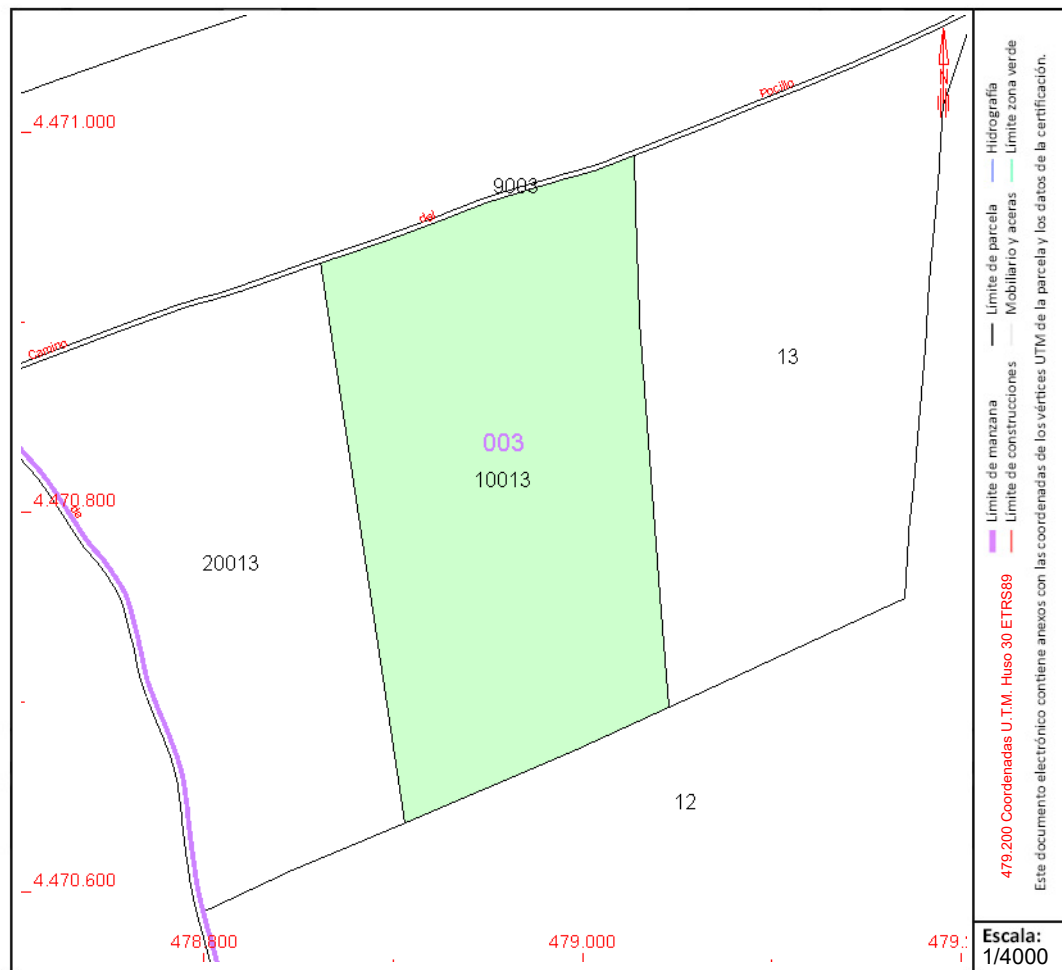 4.471.000
Pocillo
9003
del
Camino
13
003
10013
4.470.800
de
20013
12
4.470.600
478.800
479.000
Límite de manzana
Límite de parcela
Hidrografía
Límite de construcciones
Mobiliario y aceras
Límite zona verde
479.200 Coordenadas U.T.M. Huso 30 ETRS89
Este documento electrónico contiene anexos con las coordenadas de los vértices UTM de la parcela y los datos de la certificación.
Escala:
1/4000